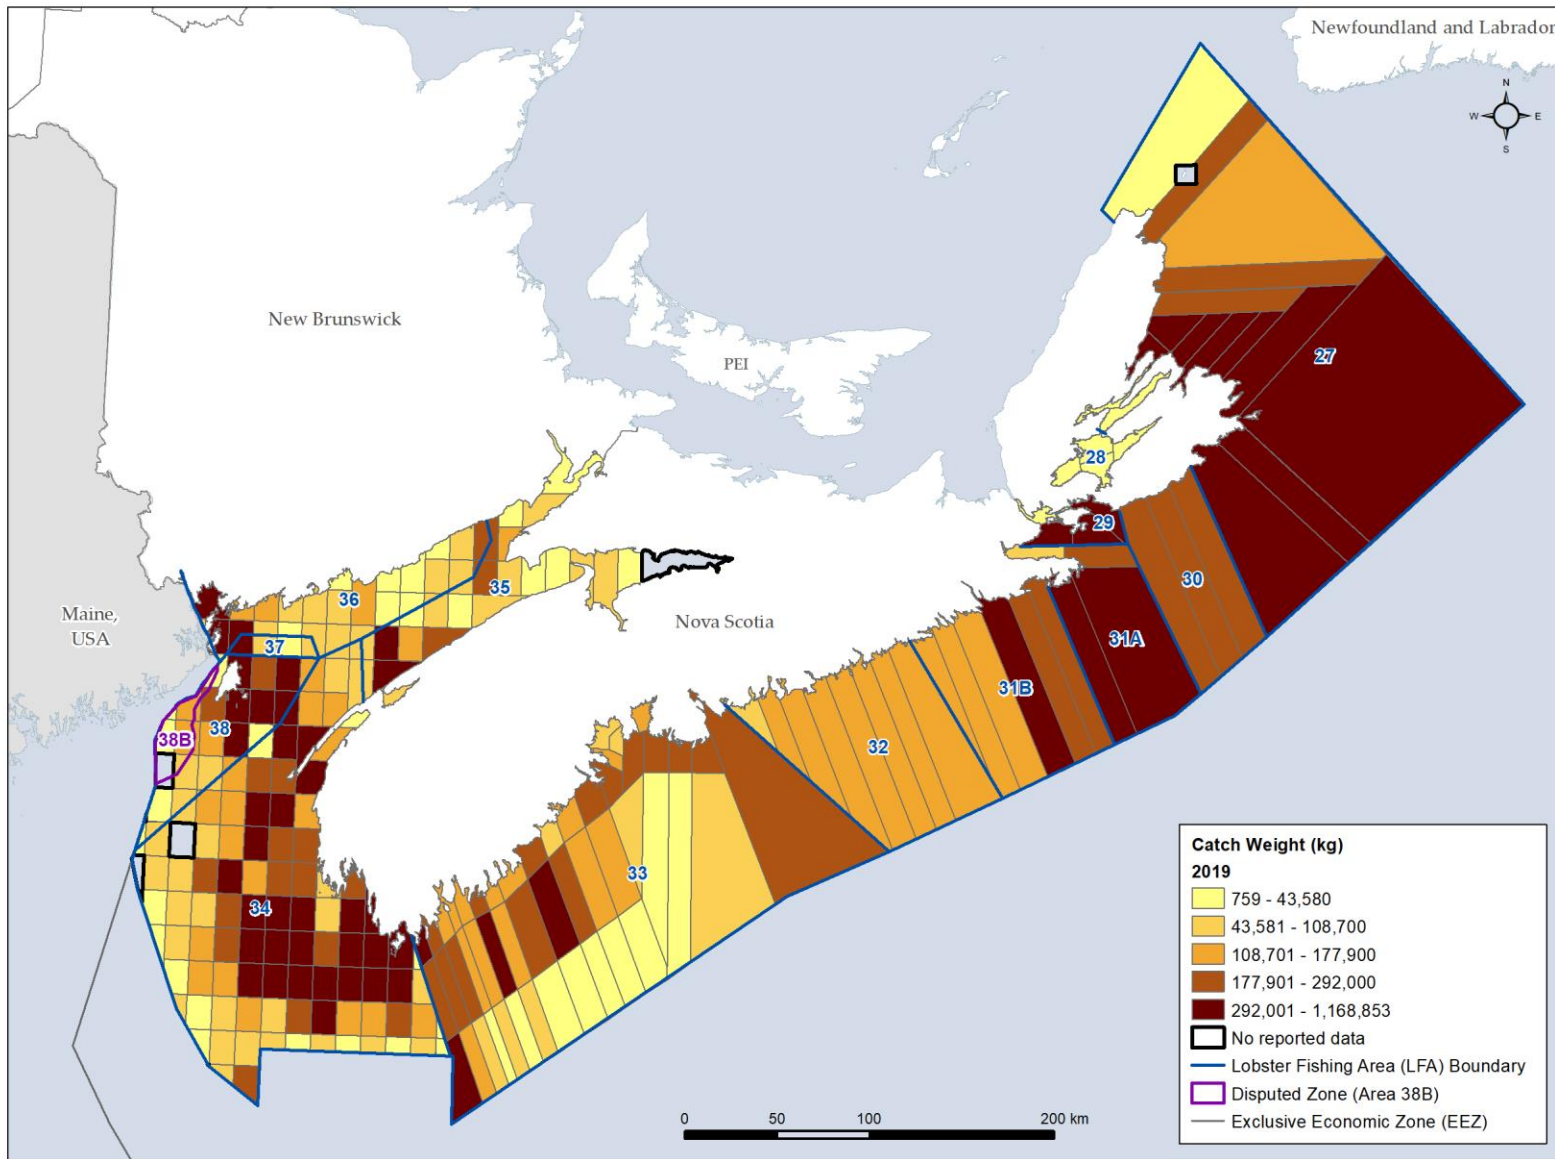 Newfoundland and Labrador
N
W E
S
New Brunswick
PEI
27
28
29
30
35
36
Maine,
USA
Nova Scotia
37
31A
31B
38
38B
32
33
34
Catch Weight (kg)
2019
759 - 43,580
43,581 - 108,700
108,701 - 177,900
177,901 - 292,000
292,001 - 1,168,853
No reported data
Lobster Fishing Area (LFA) Boundary
Disputed Zone (Area 38B)
Exclusive Economic Zone (EEZ)
0 50 100 200 km